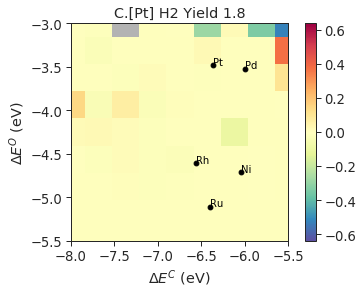 C.[Pt] H2 Yield 1.8
−3.0
−3.5
−4.0
−4.5
−5.0
−5.5
ΔE^O (eV)
Pt
Pd
Rh
Ni
Ru
−8.0 −7.5 −7.0 −6.5 −6.0 −5.5
ΔE^C (eV)
0.6
0.4
0.2
0.0
−0.2
−0.4
−0.6